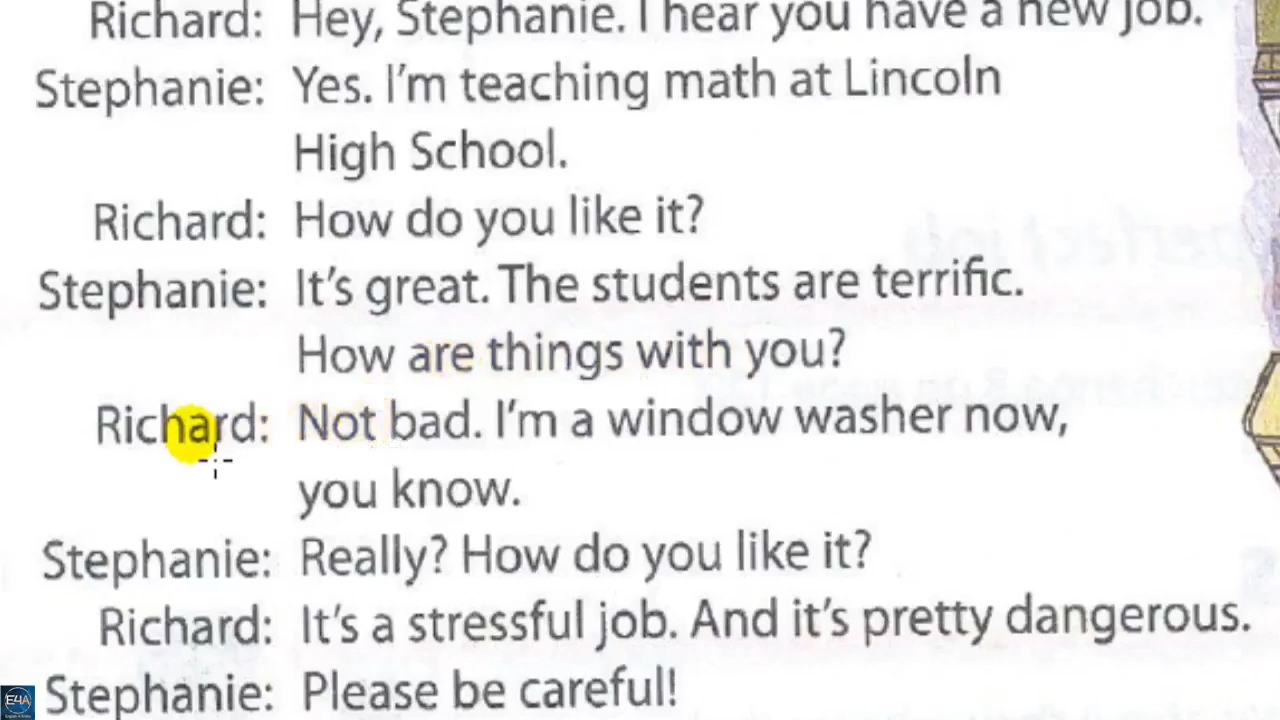 Richard: Hey, Stephanie. I hear you have a new job.
Stephanie: Yes. I'm teaching math at Lincoln
High School.
Richard: How do you like it?
Stephanie: It's great. The students are terrific.
How are things with you?
Richard: Not bad. I'm a window washer now,
you know.
Stephanie: Really? How do you like it?
Richard: It's a stressful job. And it's pretty dangerous.
Stephanie: Please be careful!
E4A